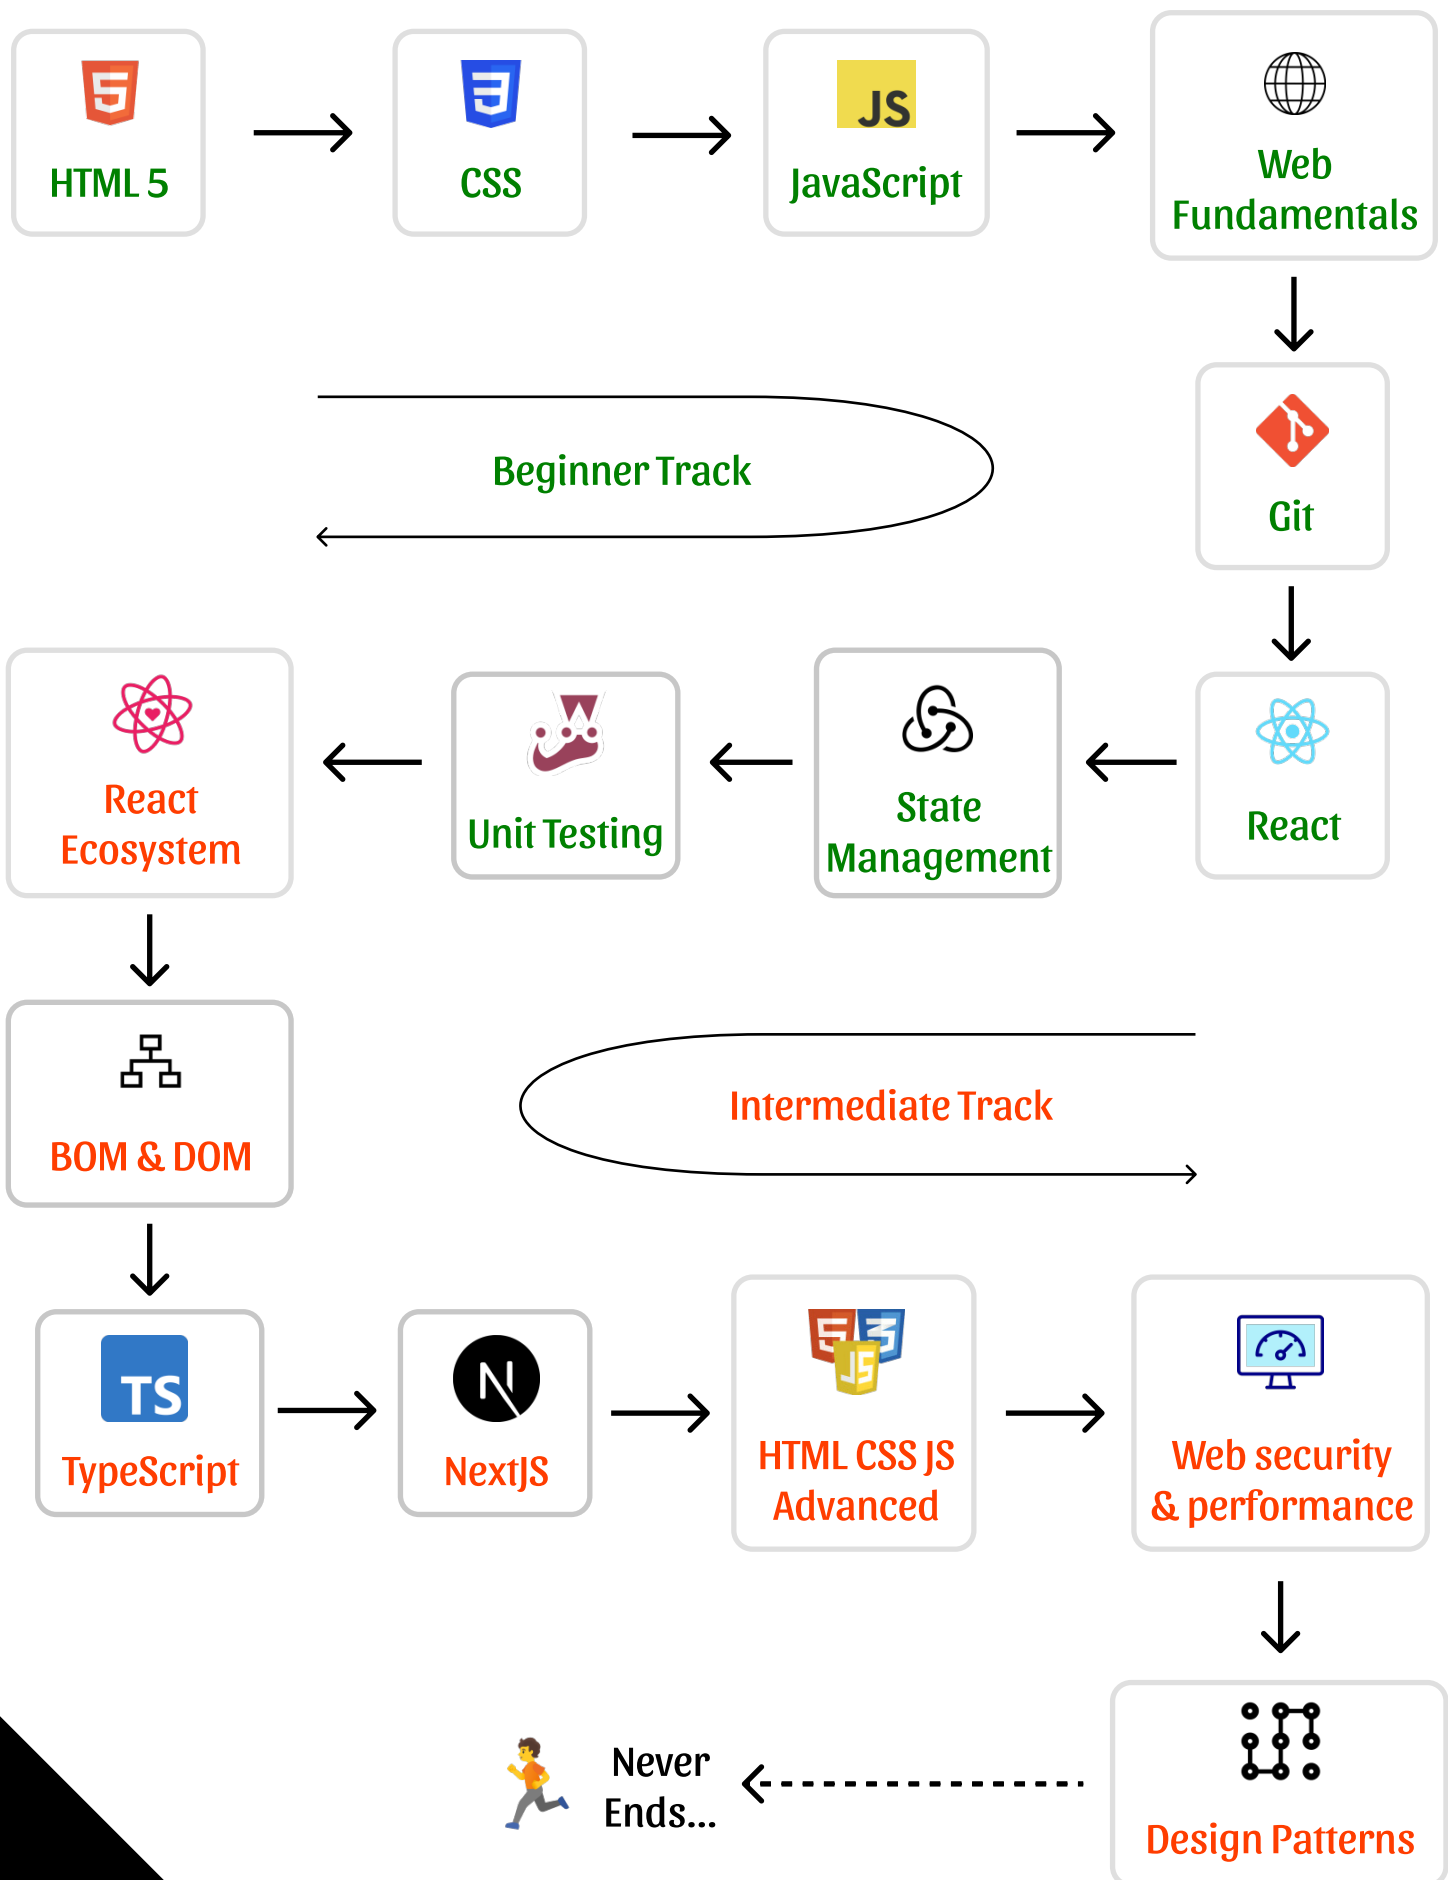 HTML 5
CSS
JS
JavaScript
Web
Fundamentals
Beginner Track
Git
React
Ecosystem
Unit Testing
State
Management
React
BOM & DOM
Intermediate Track
TS
TypeScript
N
NextJS
JS
HTML CSS JS
Advanced
Web security
& performance
Never
Ends...
Design Patterns